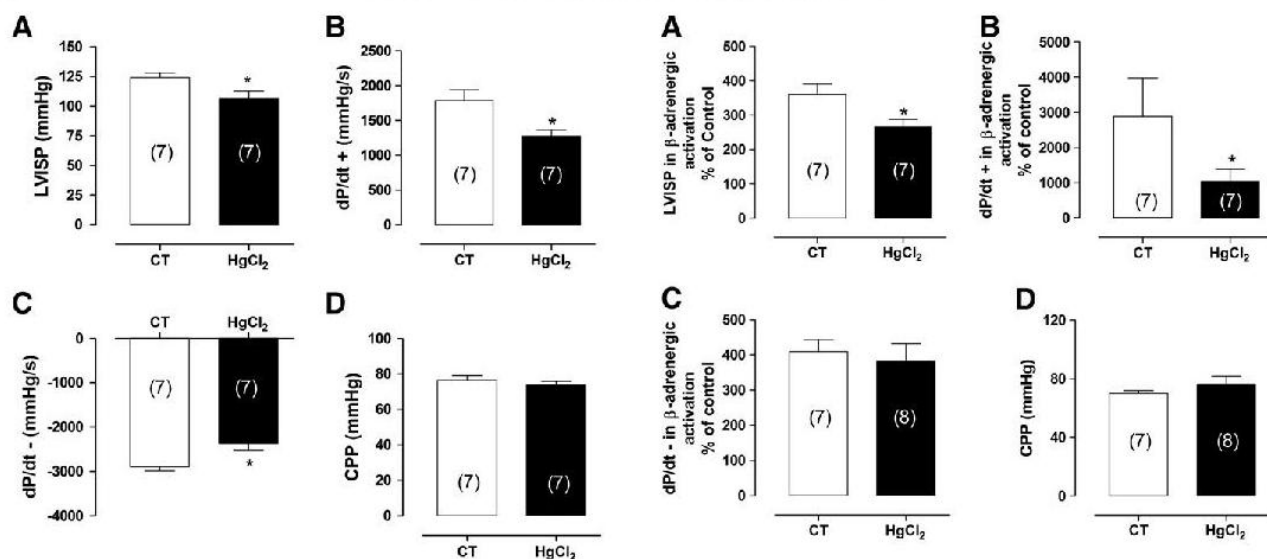 A
LVISP (mmHg)
150
125
100
75
50
25
0
(7)
(7)
*
CT
HgCl₂
B
dP/dt + (mmHg/s)
2500
2000
1500
1000
500
0
(7)
(7)
*
CT
HgCl₂
A
LVISP in β-adrenergic
activation
% of Control
500
400
300
200
100
0
(7)
(7)
*
CT
HgCl₂
B
dP/dt + in β-adrenergic
activation
% of control
5000
4000
3000
2000
1000
0
(7)
(7)
*
CT
HgCl₂
C
dP/dt - (mmHg/s)
CT
HgCl₂
0
-1000
-2000
-3000
-4000
(7)
(7)
*
D
CPP (mmHg)
100
80
60
40
20
0
(7)
(7)
CT
HgCl₂
C
dP/dt - in β-adrenergic
activation
% of control
500
400
300
200
100
0
(7)
(8)
CT
HgCl₂
D
CPP (mmHg)
120
80
40
0
(7)
(8)
CT
HgCl₂